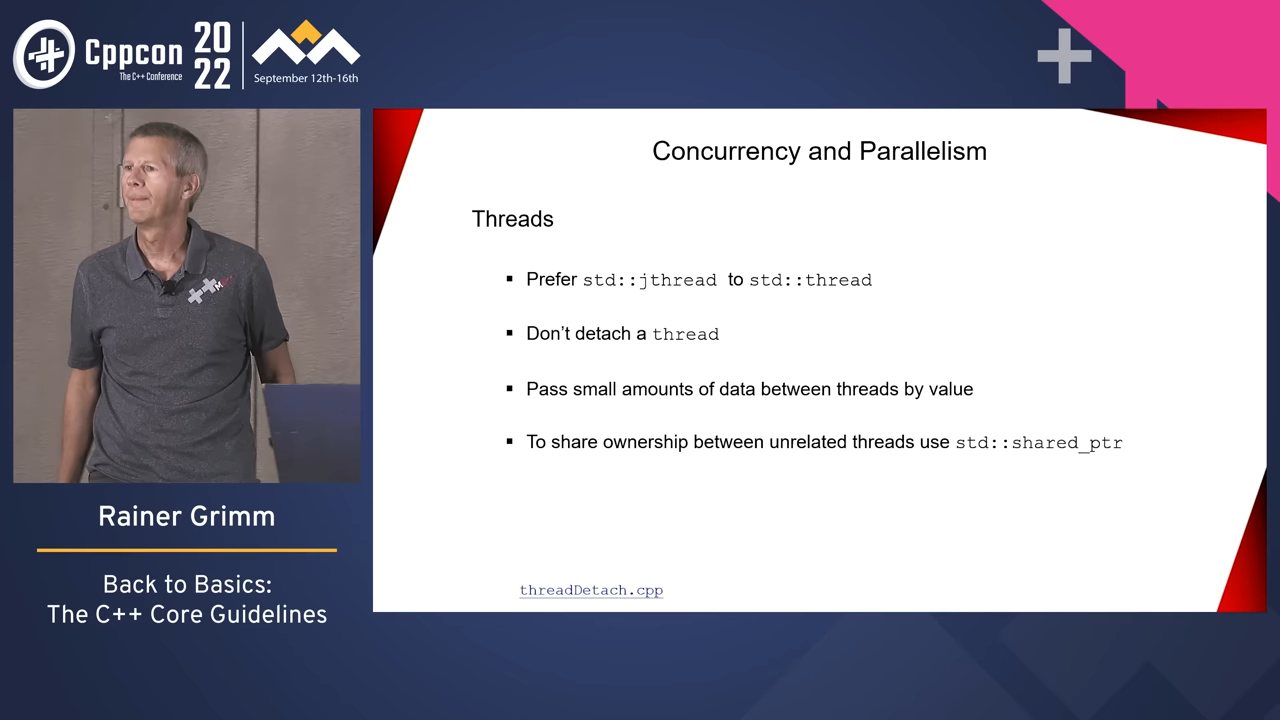 Cppcon
The C++ Conference
20
22
September 12th-16th
Concurrency and Parallelism
Threads
▪ Prefer std::jthread to std::thread
▪ Don’t detach a thread
▪ Pass small amounts of data between threads by value
▪ To share ownership between unrelated threads use std::shared_ptr
threadDetach.cpp
Rainer Grimm
Back to Basics:
The C++ Core Guidelines